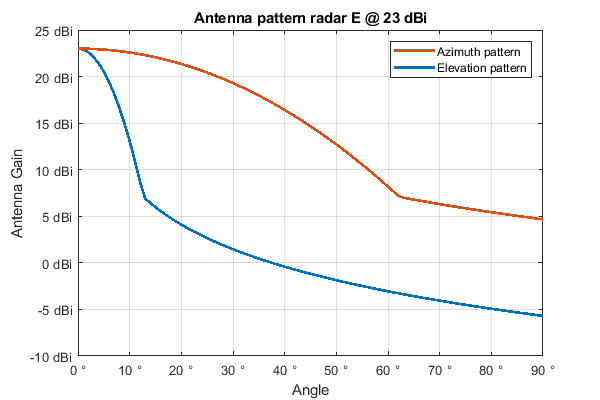 Antenna pattern radar E @ 23 dBi
25 dBi
20 dBi
15 dBi
10 dBi
5 dBi
0 dBi
-5 dBi
-10 dBi
Antenna Gain
Azimuth pattern
Elevation pattern
0 ° 10 ° 20 ° 30 ° 40 ° 50 ° 60 ° 70 ° 80 ° 90 °
Angle